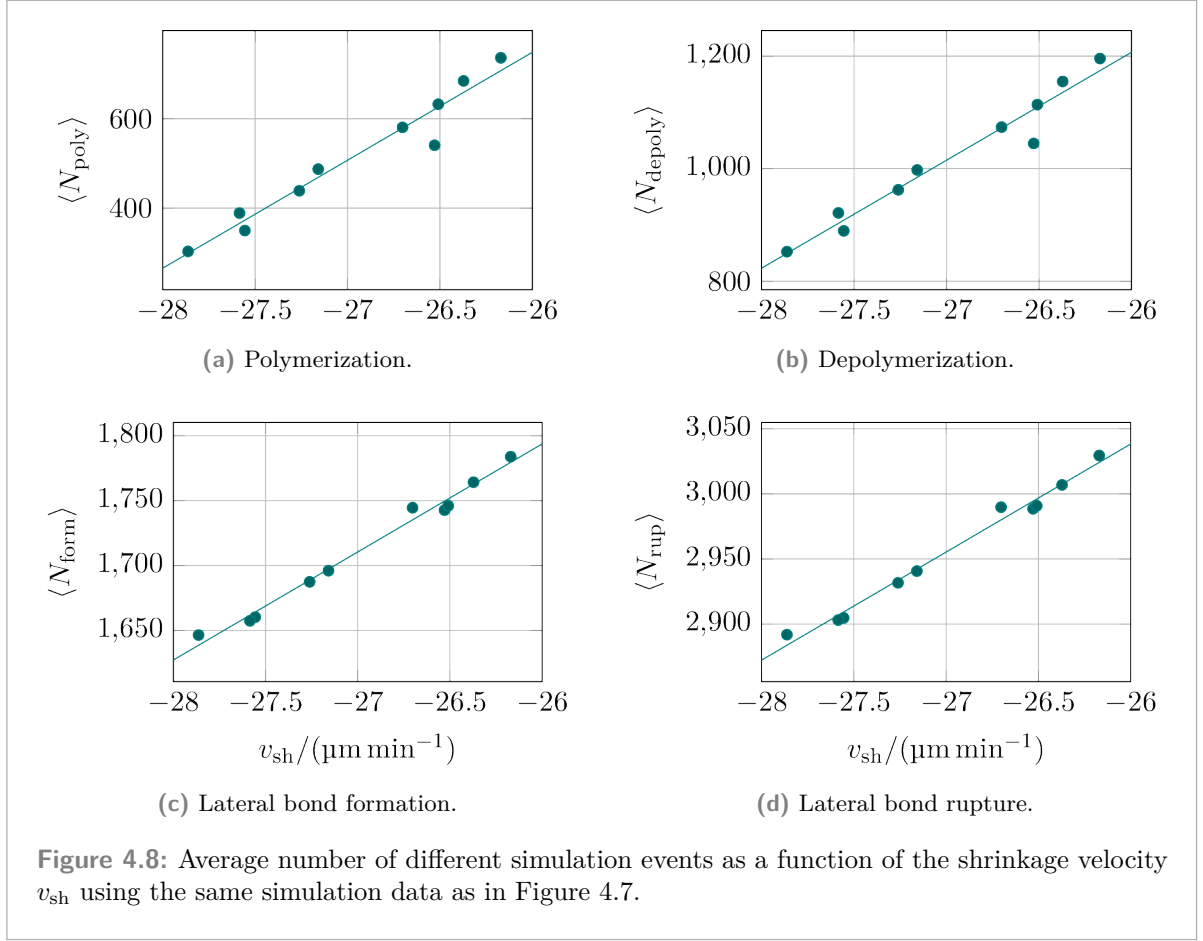 600
400
⟨N_poly⟩
−28 −27.5 −27 −26.5 −26
(a) Polymerization.
1,200
1,000
800
⟨N_depoly⟩
−28 −27.5 −27 −26.5 −26
(b) Depolymerization.
1,800
1,750
1,700
1,650
⟨N_form⟩
−28 −27.5 −27 −26.5 −26
v_sh/(µm min⁻¹)
(c) Lateral bond formation.
3,050
3,000
2,950
2,900
⟨N_rup⟩
−28 −27.5 −27 −26.5 −26
v_sh/(µm min⁻¹)
(d) Lateral bond rupture.
Figure 4.8: Average number of different simulation events as a function of the shrinkage velocity
v_sh using the same simulation data as in Figure 4.7.